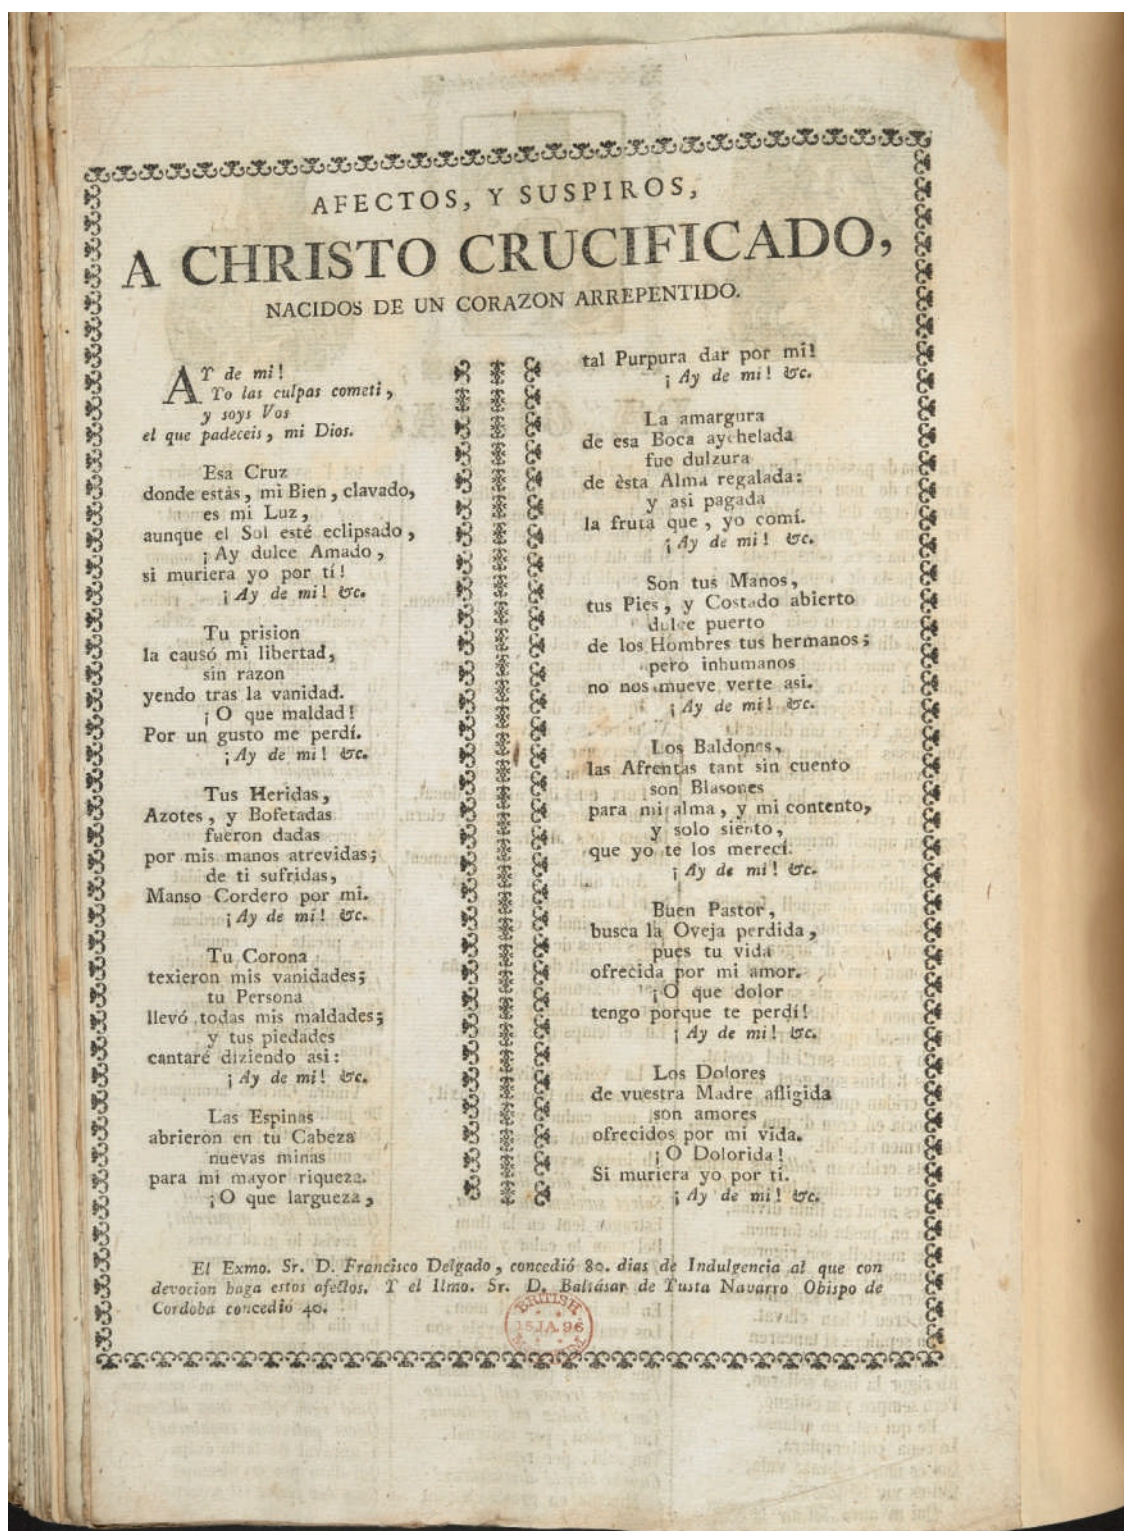 AFECTOS, Y SUSPIROS,
A CHRISTO CRUCIFICADO,
NACIDOS DE UN CORAZON ARREPENTIDO.
AY de mi!
Yo las culpas cometi,
y soys Vos
el que padeceis, mi Dios.
Esa Cruz
donde estás, mi Bien, clavado,
es mi Luz,
aunque el Sol esté eclipsado,
¡Ay dulce Amado,
si muriera yo por tí!
¡Ay de mi! &c.
Tu prision
la causó mi libertad,
sin razon
yendo tras la vanidad.
¡O que maldad!
Por un gusto me perdí.
¡Ay de mi! &c.
Tus Heridas,
Azotes, y Bofetadas
fueron dadas
por mis manos atrevidas;
de ti sufridas,
Manso Cordero por mi.
¡Ay de mi! &c.
Tu Corona
texieron mis vanidades;
tu Persona
llevó todas mis maldades;
y tus piedades
cantaré diziendo asi:
¡Ay de mi! &c.
Las Espinas
abrieron en tu Cabeza
nuevas minas
para mi mayor riqueza.
¡O que largueza,
tal Purpura dar por mi!
¡Ay de mi! &c.
La amargura
de esa Boca ayehelada
fue dulzura
de èsta Alma regalada:
y asi pagada
la fruta que, yo comí.
¡Ay de mi! &c.
Son tus Manos,
tus Pies, y Costado abierto
dulce puerto
de los Hombres tus hermanos;
pero inhumanos
no nos mueve verte asi.
¡Ay de mi! &c.
Los Baldones,
las Afrentas tant sin cuento
son Blasones
para mi alma, y mi contento,
y solo siento,
que yo te los merecí.
¡Ay de mi! &c.
Buen Pastor,
busca la Oveja perdida,
pues tu vida
ofrecida por mi amor.
¡O que dolor
tengo porque te perdí!
¡Ay de mi! &c.
Los Dolores
de vuestra Madre afligida
son amores
ofrecidos por mi vida.
¡O Dolorida!
Si muriera yo por ti.
¡Ay de mi! &c.
El Exmo. Sr. D. Francisco Delgado, concedió 80. dias de Indulgencia al que con
devocion haga estos afectos. Y el Ilmo. Sr. D. Baltásar de Yusta Navarro Obispo de
Cordoba concedió 40.
BRITISH
15 JA 96